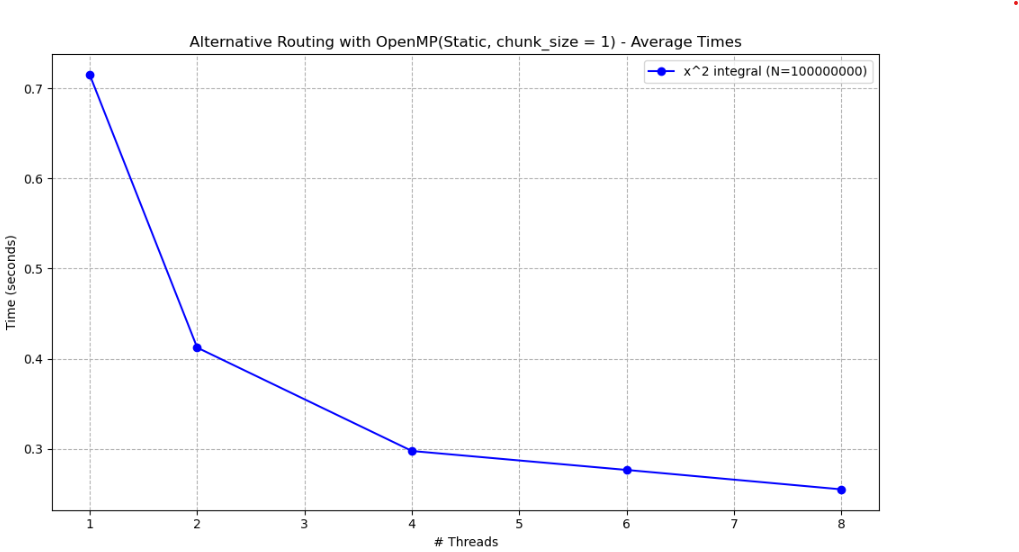 Alternative Routing with OpenMP(Static, chunk_size = 1) - Average Times
x^2 integral (N=100000000)
0.7
0.6
0.5
0.4
0.3
Time (seconds)
1 2 3 4 5 6 7 8
# Threads